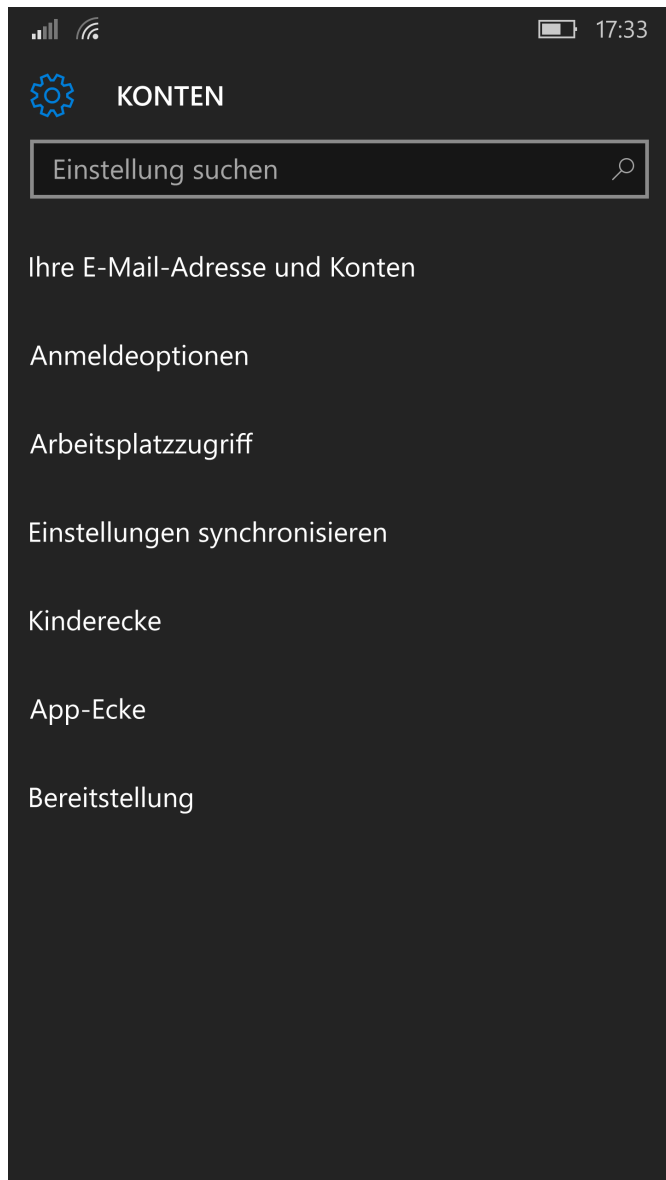 17:33
KONTEN
Einstellung suchen
Ihre E-Mail-Adresse und Konten
Anmeldeoptionen
Arbeitsplatzzugriff
Einstellungen synchronisieren
Kinderecke
App-Ecke
Bereitstellung